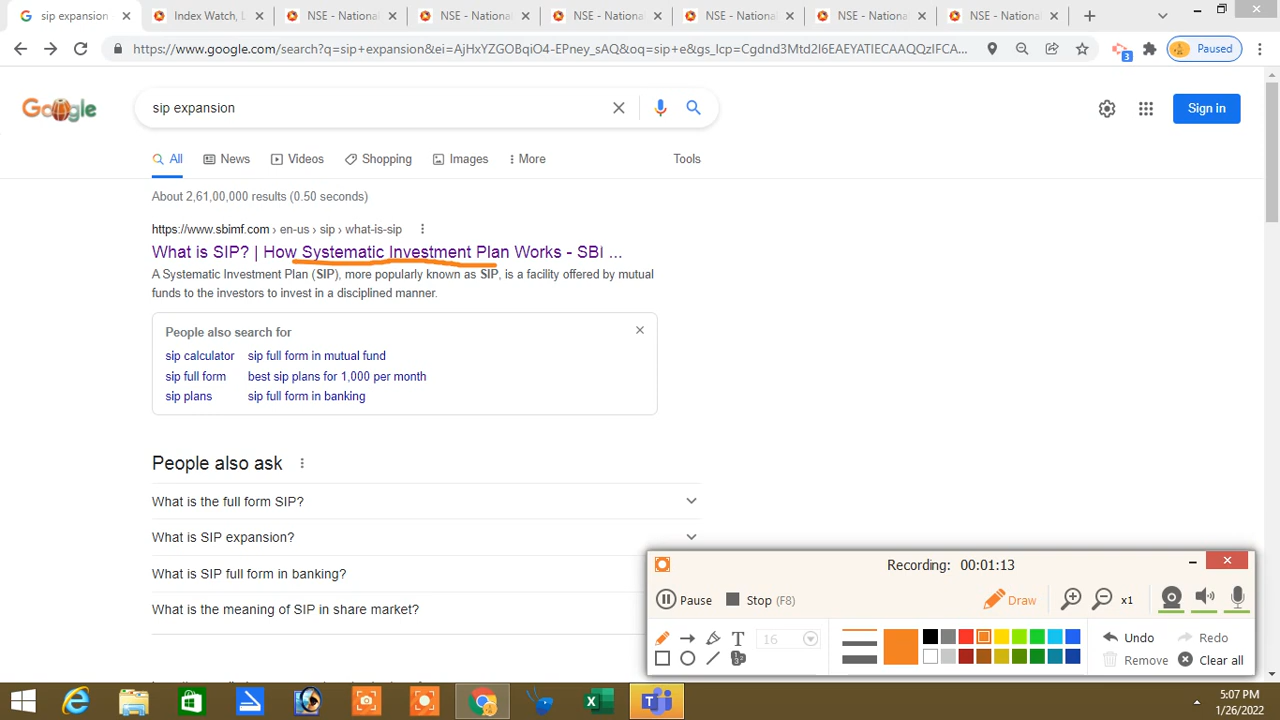 sip expansion
Index Watch, L
NSE - National
NSE - National
NSE - National
NSE - National
NSE - National
NSE - National
https://www.google.com/search?q=sip+expansion&ei=AjHxYZGOBqiO4-EPney_sAQ&oq=sip+e&gs_lcp=Cgdnd3Mtd2l6EAEYATIECAAQQzIFCA...
3
Paused
Google
sip expansion
Sign in
All
News
Videos
Shopping
Images
More
Tools
About 2,61,00,000 results (0.50 seconds)
https://www.sbimf.com › en-us › sip › what-is-sip
What is SIP? | How Systematic Investment Plan Works - SBI ...
A Systematic Investment Plan (SIP), more popularly known as SIP, is a facility offered by mutual
funds to the investors to invest in a disciplined manner.
People also search for
sip calculator sip full form in mutual fund
sip full form best sip plans for 1,000 per month
sip plans sip full form in banking
People also ask
What is the full form SIP?
What is SIP expansion?
What is SIP full form in banking?
What is the meaning of SIP in share market?
Recording: 00:01:13
Pause
Stop (F8)
Draw
x1
T
16
Undo
Redo
Remove
Clear all
5:07 PM
1/26/2022